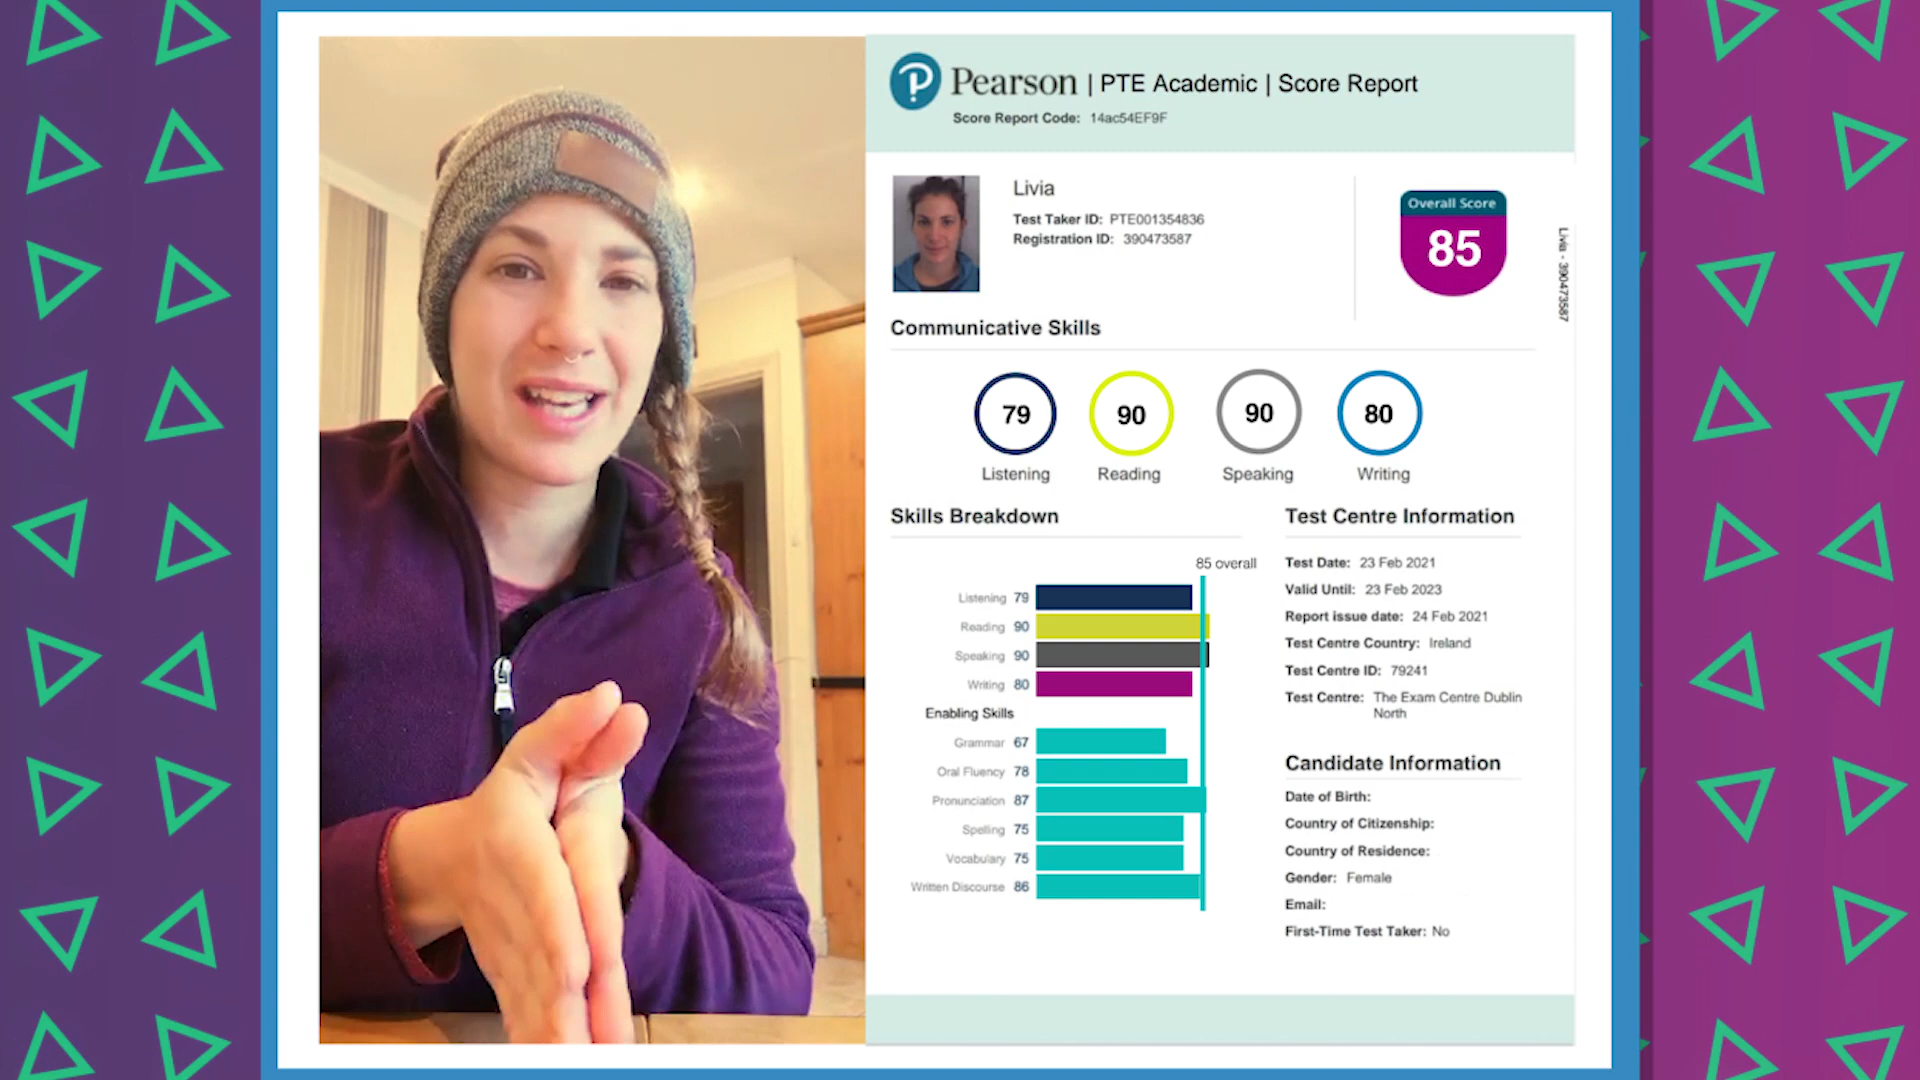 Pearson | PTE Academic | Score Report
Score Report Code: 14ac54EF9F
Livia
Test Taker ID: PTE001354836
Registration ID: 390473587
Overall Score
85
Livia - 390473587
Communicative Skills
79 90 90 80
Listening Reading Speaking Writing
Skills Breakdown
85 overall
Listening 79
Reading 90
Speaking 90
Writing 80
Enabling Skills
Grammar 67
Oral Fluency 78
Pronunciation 87
Spelling 75
Vocabulary 75
Written Discourse 86
Test Centre Information
Test Date: 23 Feb 2021
Valid Until: 23 Feb 2023
Report issue date: 24 Feb 2021
Test Centre Country: Ireland
Test Centre ID: 79241
Test Centre: The Exam Centre Dublin
North
Candidate Information
Date of Birth:
Country of Citizenship:
Country of Residence:
Gender: Female
Email:
First-Time Test Taker: No